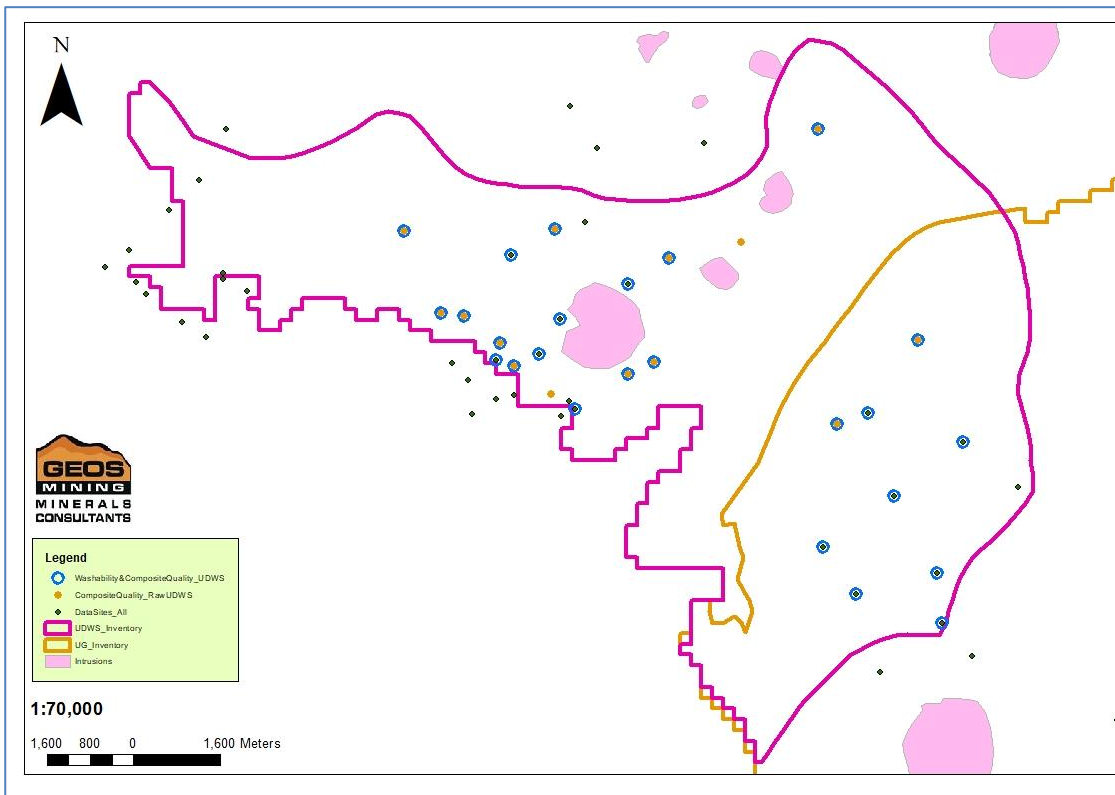 N
GEOS
MINING
MINERALS
CONSULTANTS
Legend
Washability&CompositeQuality_UDWS
CompositeQuality_RawUDWS
DataSites_All
UDWS_Inventory
UG_Inventory
Intrusions
1:70,000
1,600 800 0 1,600 Meters